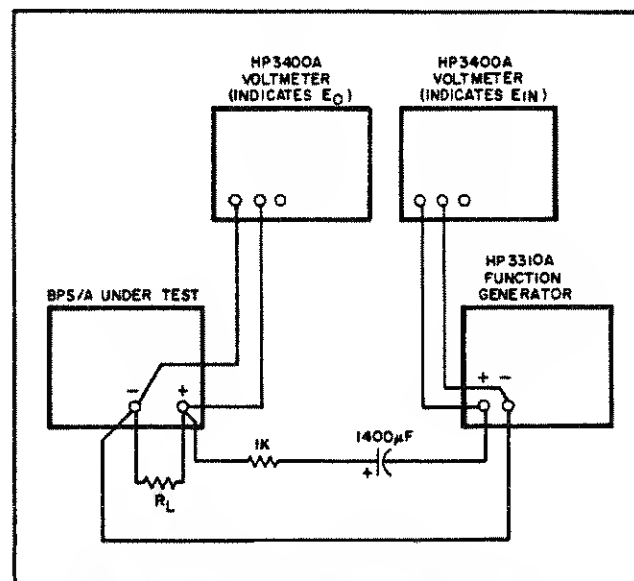 HP3400A
VOLTMETER
(INDICATES EO)
HP3400A
VOLTMETER
(INDICATES EIN)
HP3310A
FUNCTION
GENERATOR
BPS/A UNDER TEST
- +
+ -
1K
1400µF
+
RL